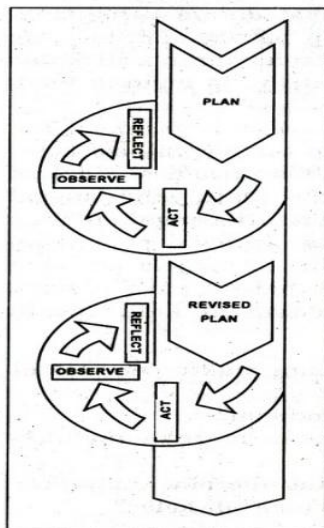 PLAN
REFLECT
OBSERVE
ACT
REVISED
PLAN
REFLECT
OBSERVE
ACT